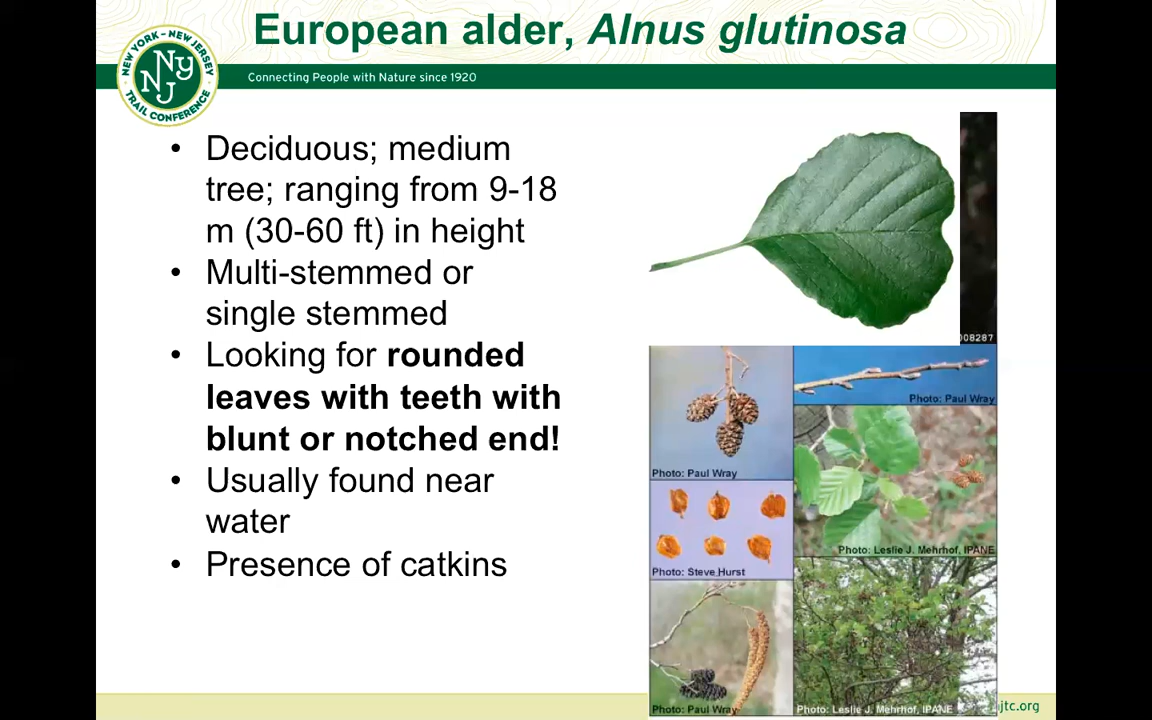 European alder, Alnus glutinosa
NEW YORK - NEW JERSEY
NY
NJ
TRAIL CONFERENCE
Connecting People with Nature since 1920
• Deciduous; medium
tree; ranging from 9-18
m (30-60 ft) in height
• Multi-stemmed or
single stemmed
• Looking for rounded
leaves with teeth with
blunt or notched end!
• Usually found near
water
• Presence of catkins
008287
Photo: Paul Wray
Photo: Paul Wray
Photo: Leslie J. Mehrhof, IPANE
Photo: Steve Hurst
Photo: Paul Wray
Photo: Leslie J. Mehrhof, IPANE
jtc.org